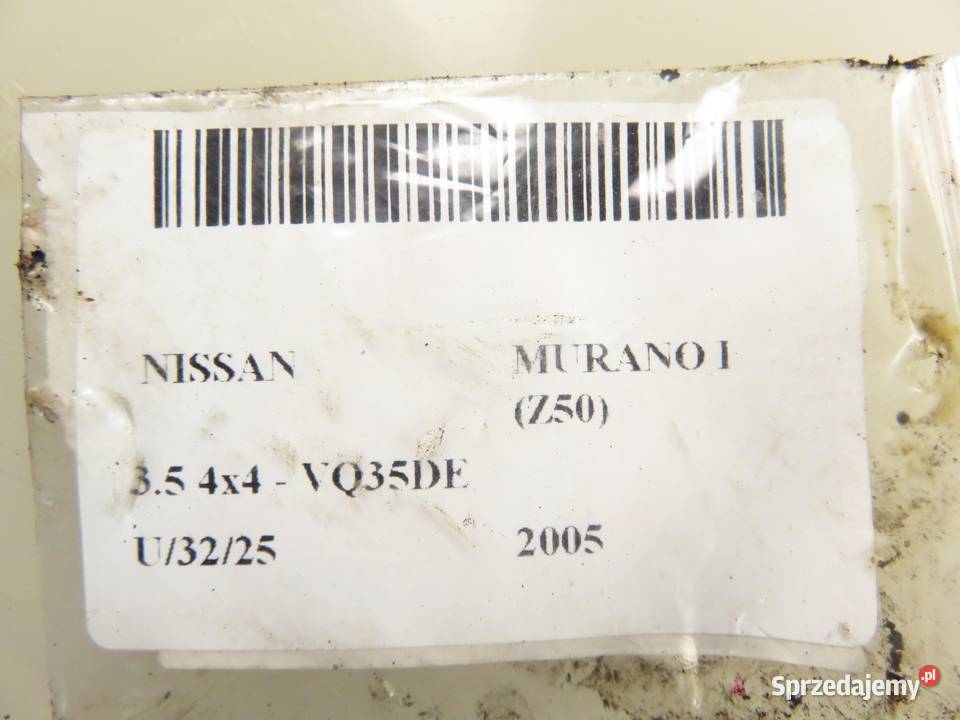 NISSAN MURANO I
(Z50)
3.5 4x4 - VQ35DE
U/32/25 2005
Sprzedajemy.pl